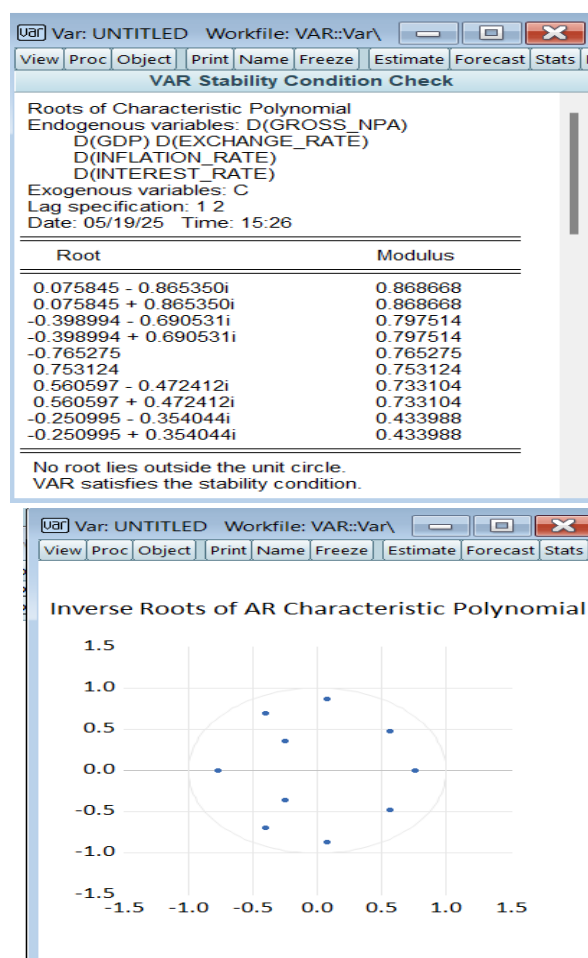 var Var: UNTITLED Workfile: VAR::Var\
View Proc Object Print Name Freeze Estimate Forecast Stats
VAR Stability Condition Check
Roots of Characteristic Polynomial
Endogenous variables: D(GROSS_NPA)
D(GDP) D(EXCHANGE_RATE)
D(INFLATION_RATE)
D(INTEREST_RATE)
Exogenous variables: C
Lag specification: 1 2
Date: 05/19/25 Time: 15:26
Root Modulus
0.075845 - 0.865350i 0.868668
0.075845 + 0.865350i 0.868668
-0.398994 - 0.690531i 0.797514
-0.398994 + 0.690531i 0.797514
-0.765275 0.765275
0.753124 0.753124
0.560597 - 0.472412i 0.733104
0.560597 + 0.472412i 0.733104
-0.250995 - 0.354044i 0.433988
-0.250995 + 0.354044i 0.433988
No root lies outside the unit circle.
VAR satisfies the stability condition.
var Var: UNTITLED Workfile: VAR::Var\
View Proc Object Print Name Freeze Estimate Forecast Stats
Inverse Roots of AR Characteristic Polynomial
1.5
1.0
0.5
0.0
-0.5
-1.0
-1.5
-1.5 -1.0 -0.5 0.0 0.5 1.0 1.5